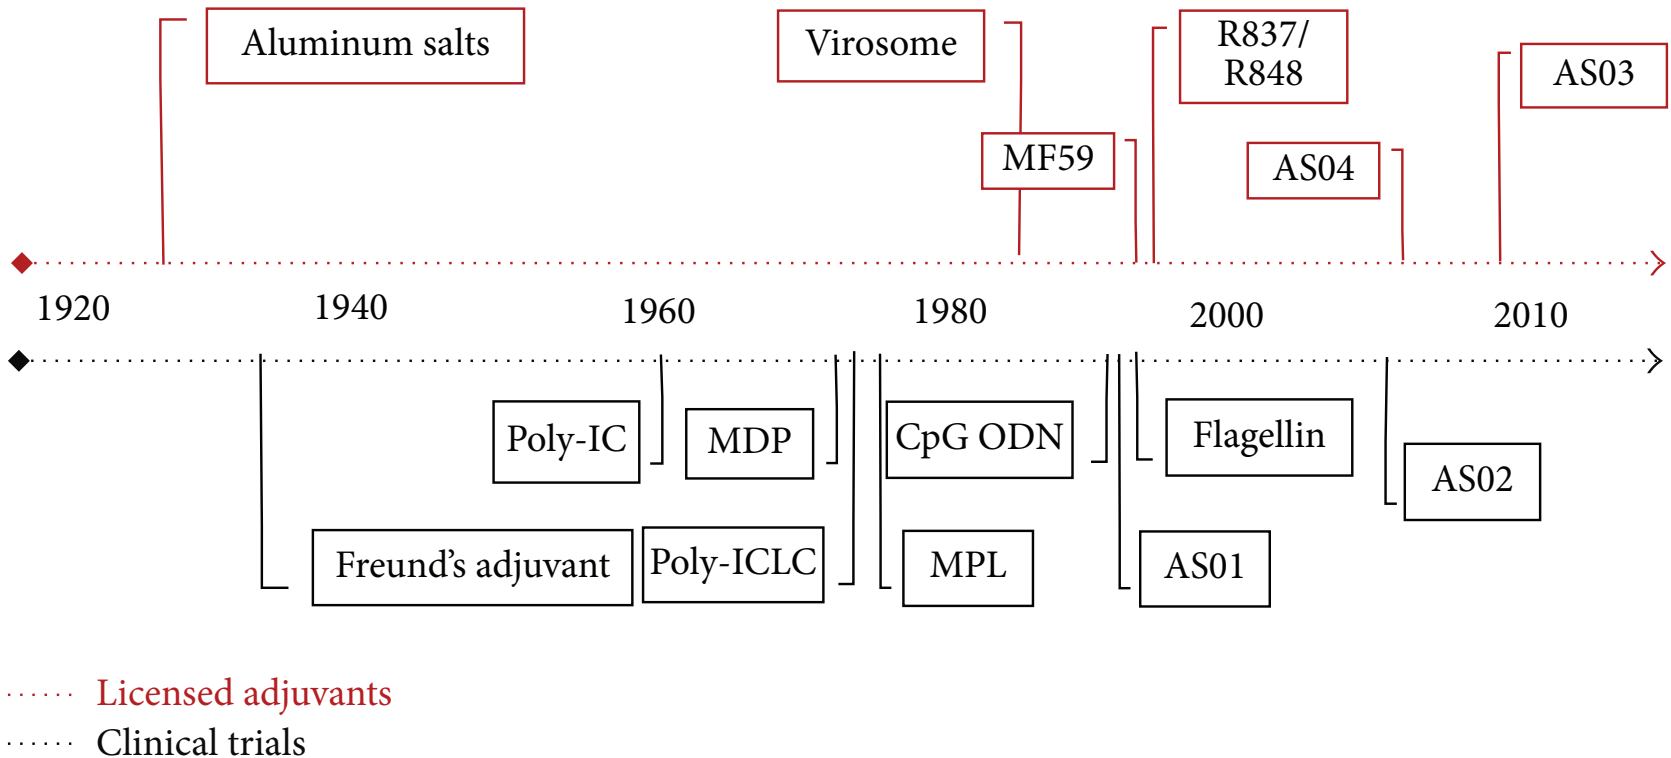 Aluminum salts
Virosome
R837/
R848
AS03
MF59
AS04
1920 1940 1960 1980 2000 2010
Poly-IC
MDP
CpG ODN
Flagellin
AS02
Freund's adjuvant
Poly-ICLC
MPL
AS01
Licensed adjuvants
Clinical trials